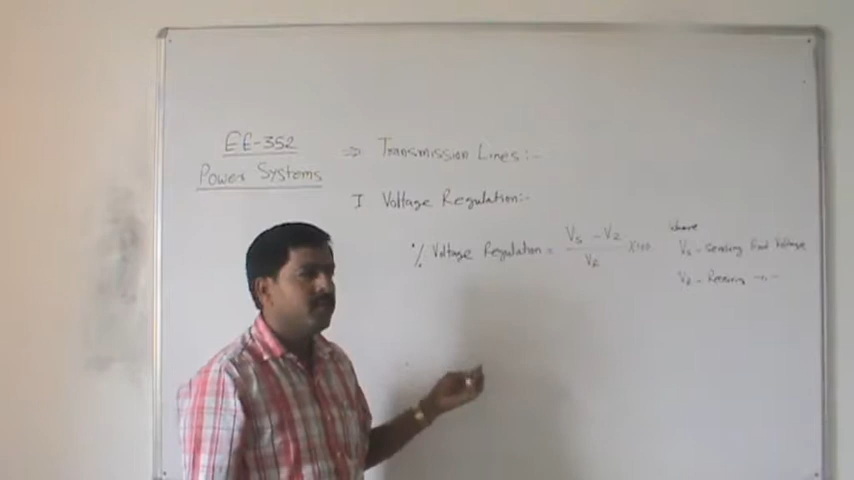 EE-352
Power Systems
⇒ Transmission Lines :-
I Voltage Regulation:-
% Voltage Regulation = Vs - VR / VR X100
Where
Vs - Sending End Voltage
VR - Receiving -"-